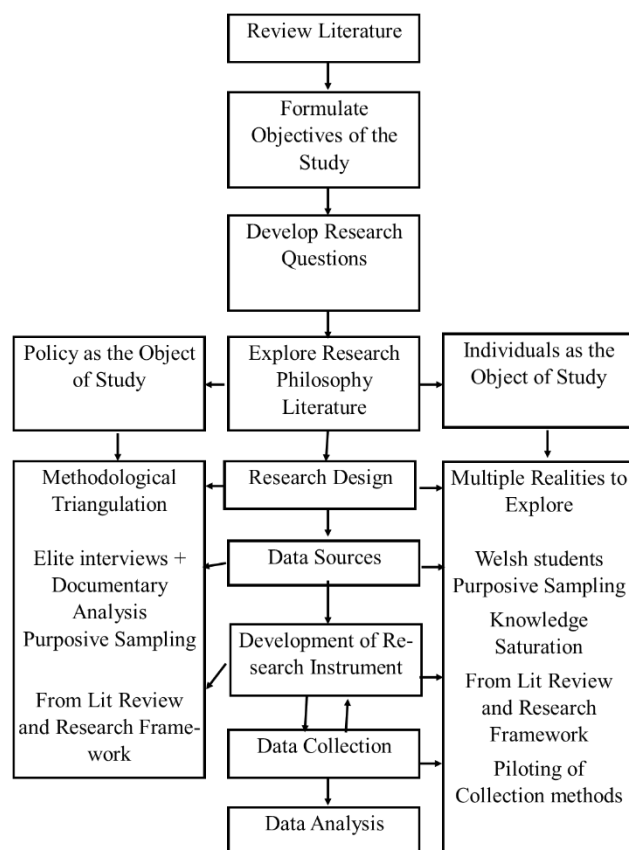 Review Literature
Formulate
Objectives of the
Study
Develop Research
Questions
Policy as the Object
of Study
Explore Research
Philosophy
Literature
Individuals as the
Object of Study
Methodological
Triangulation
Elite interviews +
Documentary
Analysis
Purposive Sampling
From Lit Review
and Research Frame-
work
Research Design
Data Sources
Development of Re-
search Instrument
Data Collection
Data Analysis
Multiple Realities to
Explore
Welsh students
Purposive Sampling
Knowledge
Saturation
From Lit Review
and Research
Framework
Piloting of
Collection methods